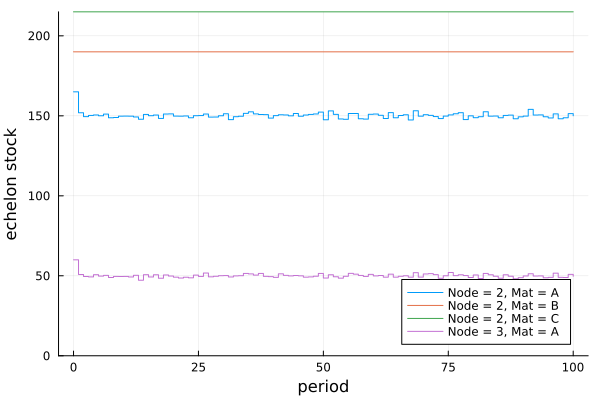 echelon stock
200
150
100
50
0
0
25
50
75
100
period
Node = 2, Mat = A
Node = 2, Mat = B
Node = 2, Mat = C
Node = 3, Mat = A